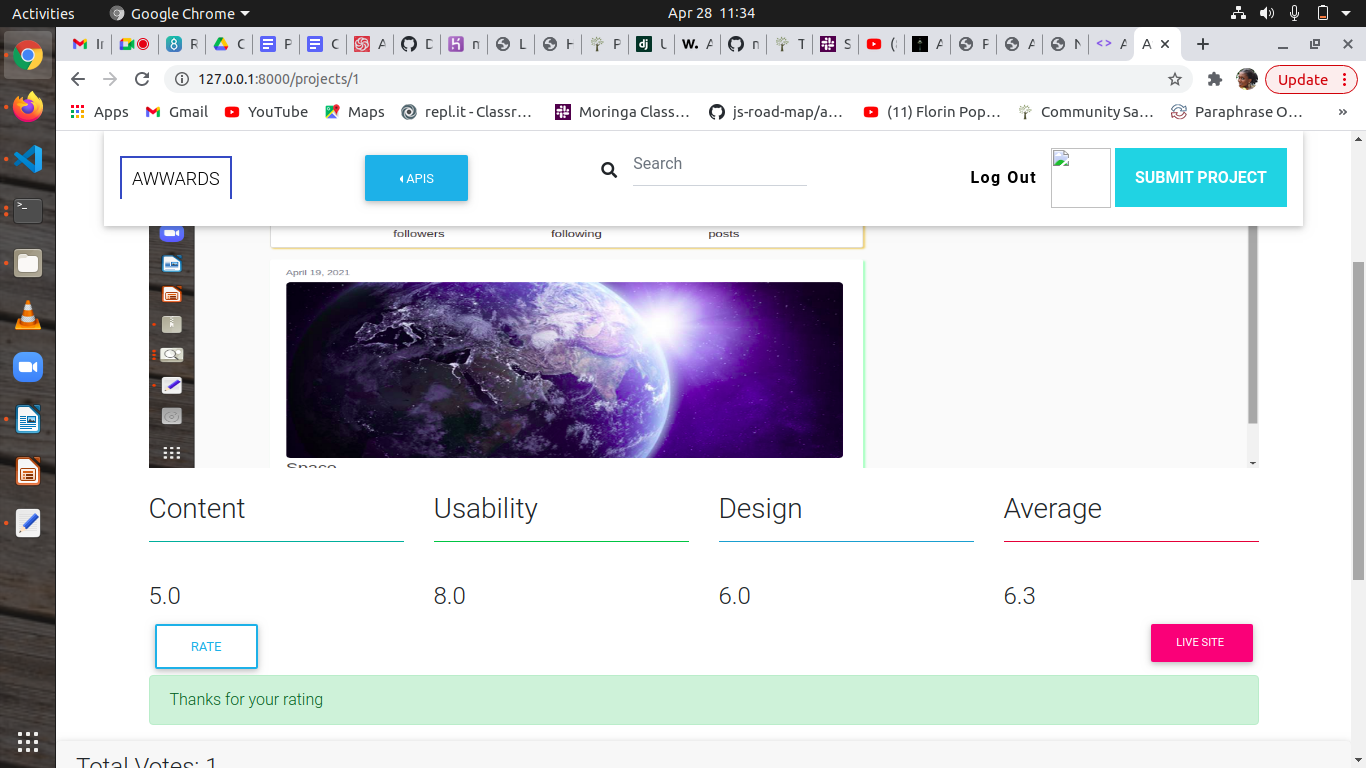 Activities
Google Chrome
Apr 28 11:34
127.0.0.1:8000/projects/1
Update
Apps
Gmail
YouTube
Maps
repl.it - Classr…
Moringa Class…
js-road-map/a…
(11) Florin Pop…
Community Sa…
Paraphrase O…
»
AWWARDS
APIS
Search
Log Out
SUBMIT PROJECT
followers following posts
April 19, 2021
Space
Content Usability Design Average
5.0 8.0 6.0 6.3
RATE
LIVE SITE
Thanks for your rating
Total Votes: 1